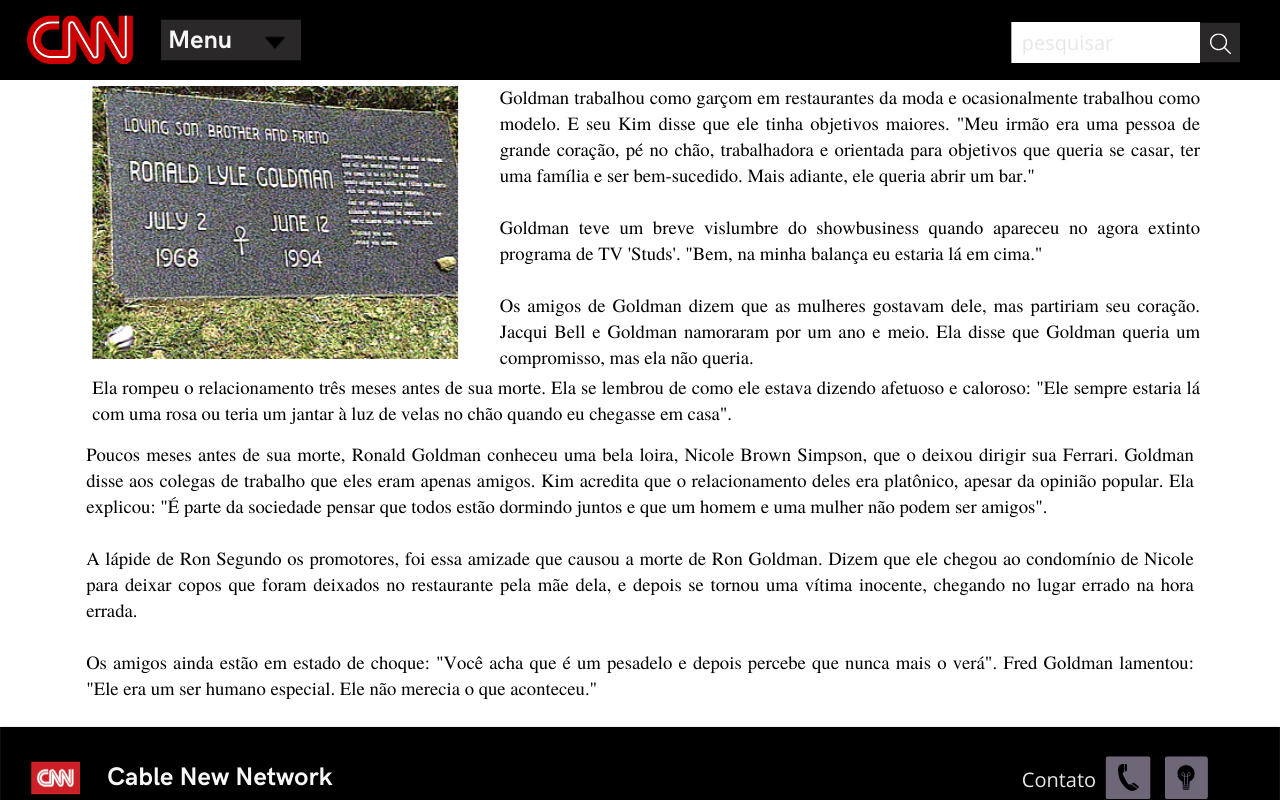 CNN
Menu
pesquisar
LOVING SON, BROTHER AND FRIEND
RONALD LYLE GOLDMAN
JULY 2
1968
JUNE 12
1994
Goldman trabalhou como garçom em restaurantes da moda e ocasionalmente trabalhou como
modelo. E seu Kim disse que ele tinha objetivos maiores. "Meu irmão era uma pessoa de
grande coração, pé no chão, trabalhadora e orientada para objetivos que queria se casar, ter
uma família e ser bem-sucedido. Mais adiante, ele queria abrir um bar."
Goldman teve um breve vislumbre do showbusiness quando apareceu no agora extinto
programa de TV 'Studs'. "Bem, na minha balança eu estaria lá em cima."
Os amigos de Goldman dizem que as mulheres gostavam dele, mas partiriam seu coração.
Jacqui Bell e Goldman namoraram por um ano e meio. Ela disse que Goldman queria um
compromisso, mas ela não queria.
Ela rompeu o relacionamento três meses antes de sua morte. Ela se lembrou de como ele estava dizendo afetuoso e caloroso: "Ele sempre estaria lá
com uma rosa ou teria um jantar à luz de velas no chão quando eu chegasse em casa".
Poucos meses antes de sua morte, Ronald Goldman conheceu uma bela loira, Nicole Brown Simpson, que o deixou dirigir sua Ferrari. Goldman
disse aos colegas de trabalho que eles eram apenas amigos. Kim acredita que o relacionamento deles era platônico, apesar da opinião popular. Ela
explicou: "É parte da sociedade pensar que todos estão dormindo juntos e que um homem e uma mulher não podem ser amigos".
A lápide de Ron Segundo os promotores, foi essa amizade que causou a morte de Ron Goldman. Dizem que ele chegou ao condomínio de Nicole
para deixar copos que foram deixados no restaurante pela mãe dela, e depois se tornou uma vítima inocente, chegando no lugar errado na hora
errada.
Os amigos ainda estão em estado de choque: "Você acha que é um pesadelo e depois percebe que nunca mais o verá". Fred Goldman lamentou:
"Ele era um ser humano especial. Ele não merecia o que aconteceu."
CNN
Cable New Network
Contato